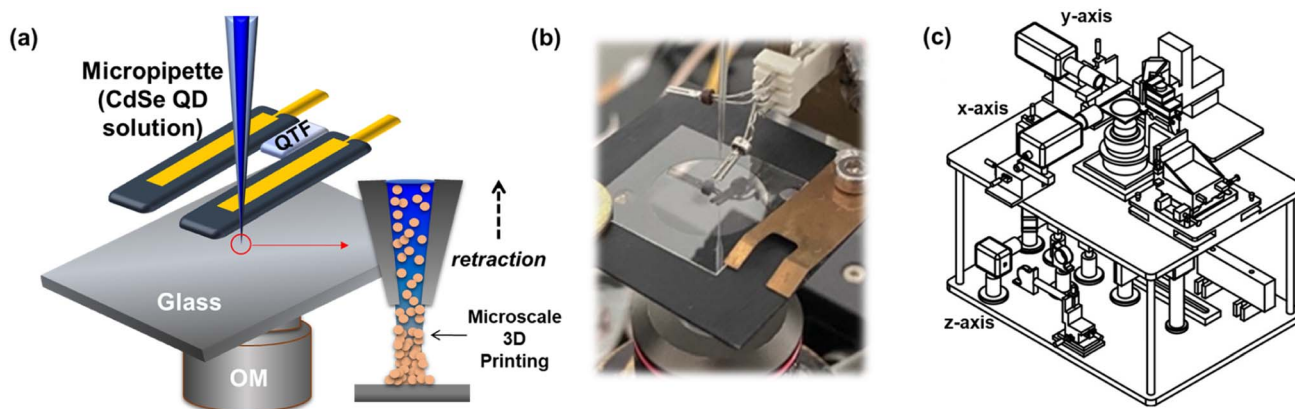 (a)
Micropipette
(CdSe QD
solution)
QTF
Glass
OM
retraction
Microscale
3D
Printing
(b)
(c)
y-axis
x-axis
z-axis